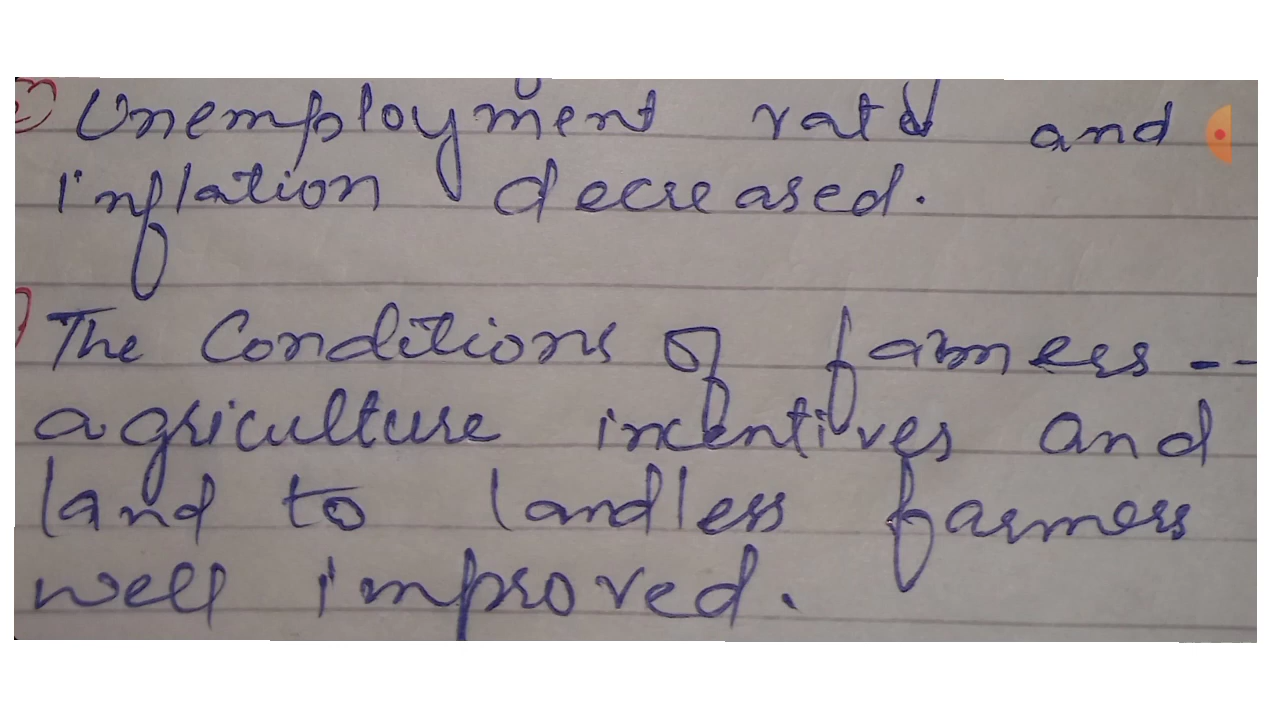 Unemployment rate and
inflation decreased.
The Conditions of farmers --
agriculture incentives and
land to landless farmers
well improved.